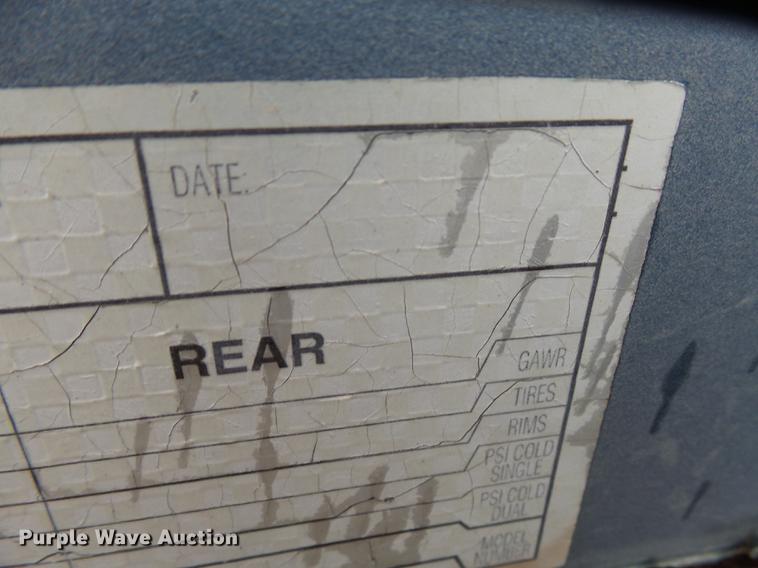 DATE:
REAR
GAWR
TIRES
RIMS
PSI COLD
SINGLE
PSI COLD
DUAL
MODEL
NUMBER
Purple Wave Auction